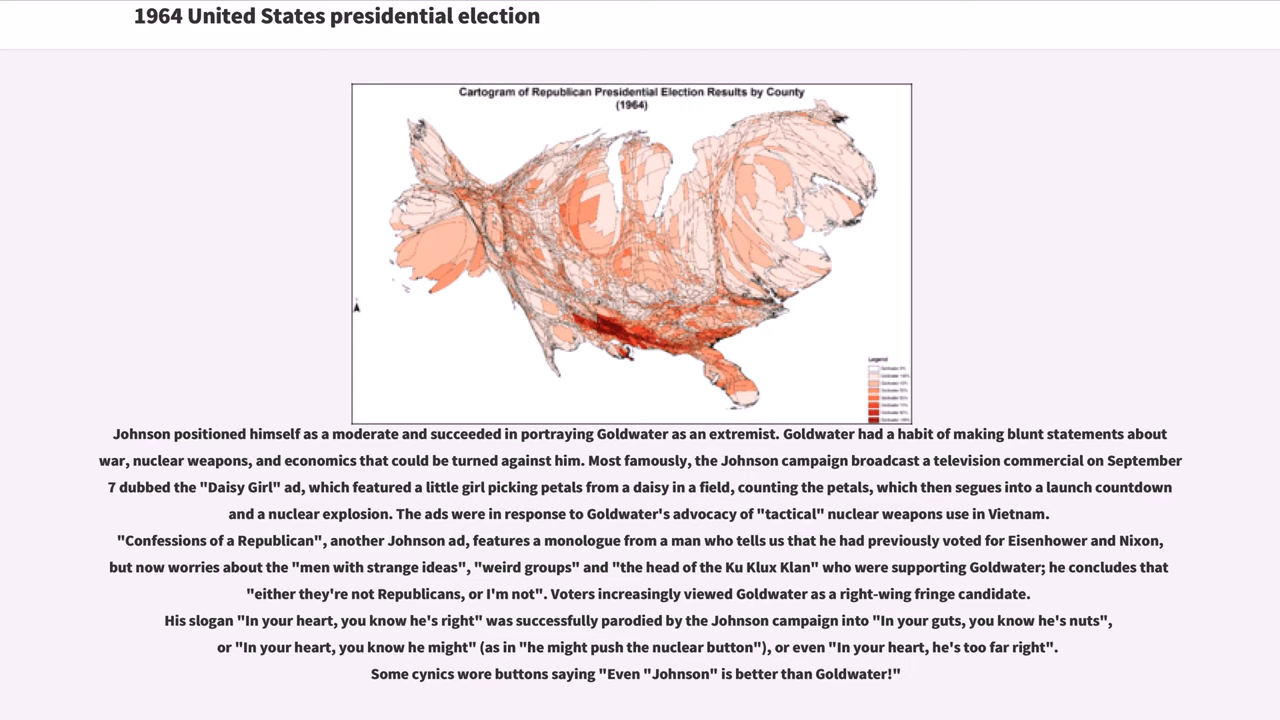 1964 United States presidential election
Cartogram of Republican Presidential Election Results by County
(1964)
Legend
Johnson positioned himself as a moderate and succeeded in portraying Goldwater as an extremist. Goldwater had a habit of making blunt statements about
war, nuclear weapons, and economics that could be turned against him. Most famously, the Johnson campaign broadcast a television commercial on September
7 dubbed the "Daisy Girl" ad, which featured a little girl picking petals from a daisy in a field, counting the petals, which then segues into a launch countdown
and a nuclear explosion. The ads were in response to Goldwater's advocacy of "tactical" nuclear weapons use in Vietnam.
"Confessions of a Republican", another Johnson ad, features a monologue from a man who tells us that he had previously voted for Eisenhower and Nixon,
but now worries about the "men with strange ideas", "weird groups" and "the head of the Ku Klux Klan" who were supporting Goldwater; he concludes that
"either they're not Republicans, or I'm not". Voters increasingly viewed Goldwater as a right-wing fringe candidate.
His slogan "In your heart, you know he's right" was successfully parodied by the Johnson campaign into "In your guts, you know he's nuts",
or "In your heart, you know he might" (as in "he might push the nuclear button"), or even "In your heart, he's too far right".
Some cynics wore buttons saying "Even "Johnson" is better than Goldwater!"